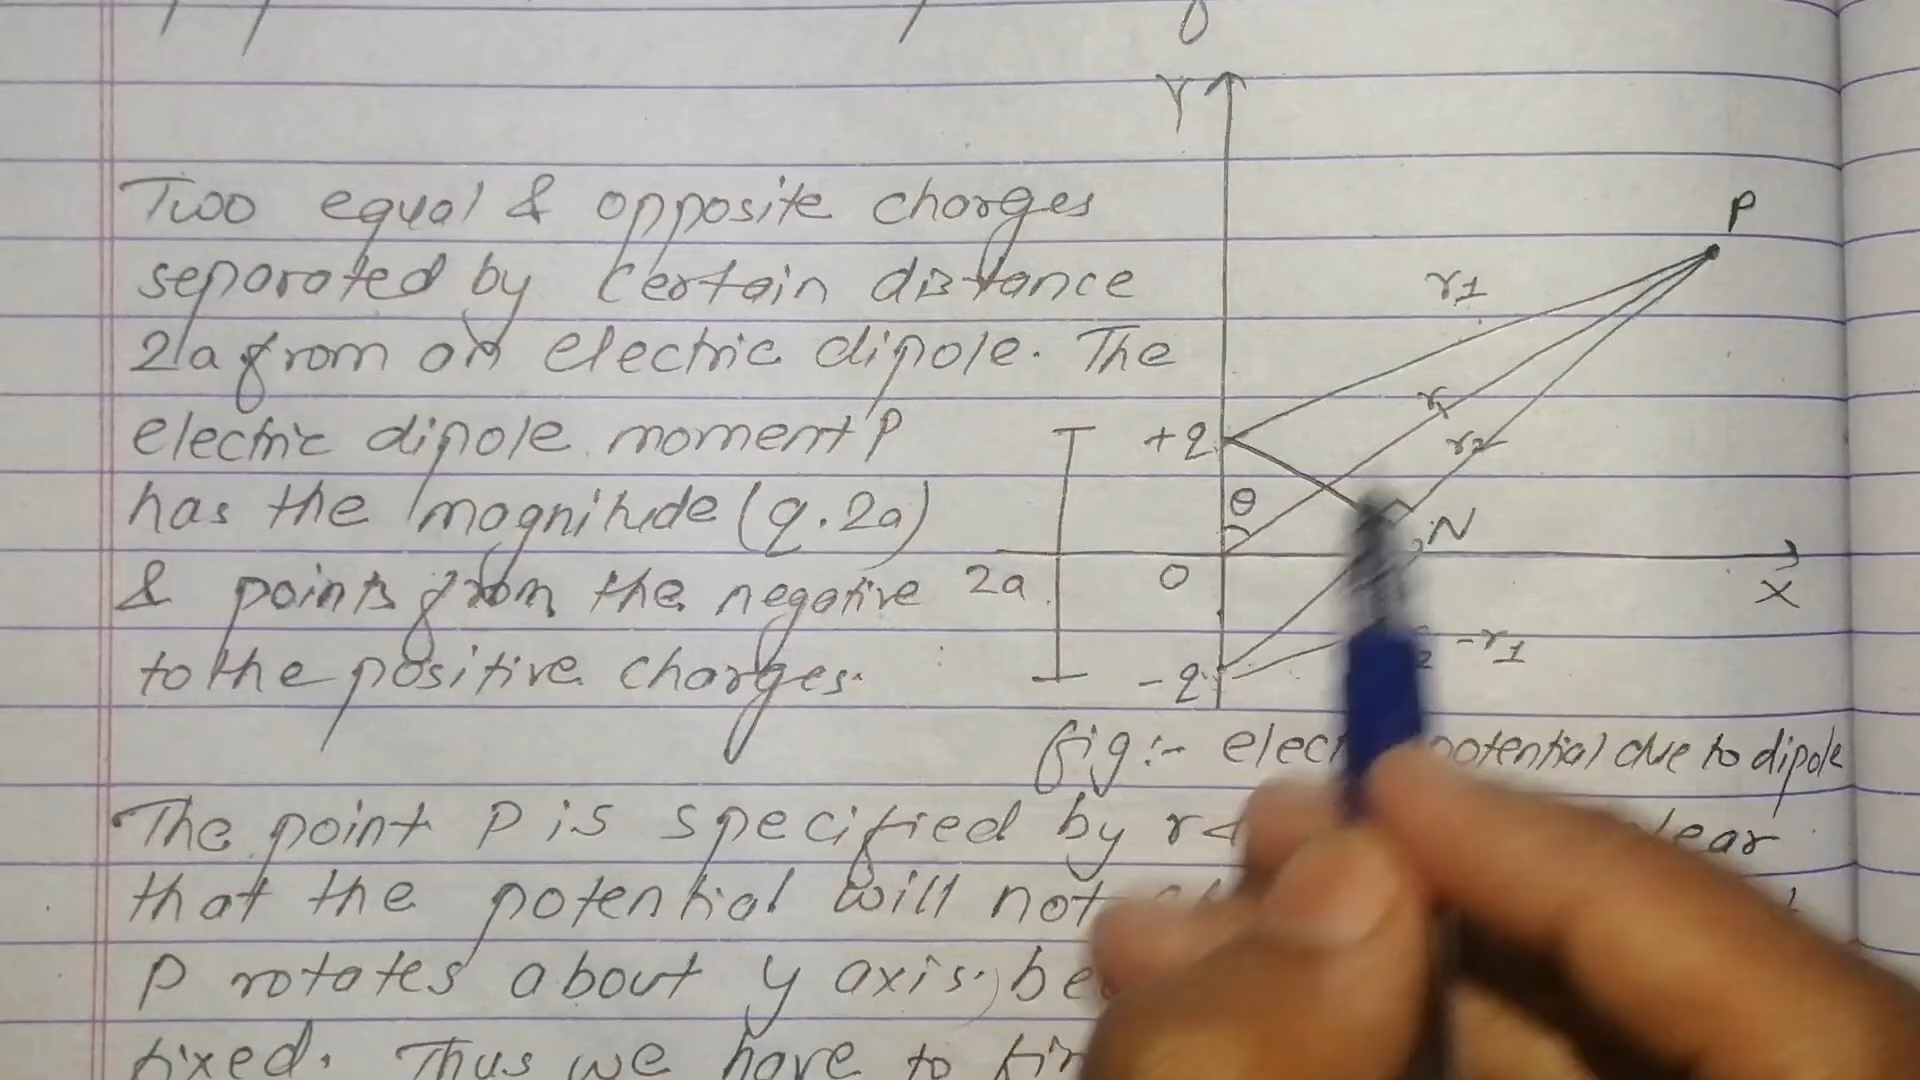 Two equal & opposite charges
separated by certain distance
2a from an electric dipole. The
electric dipole moment P
has the magnitude (q.2a)
& points from the negative
to the positive charges.
Y
P
r1
r
r2
+q
θ
N
2a
O
X
-q
2 -r1
fig:- potential due to dipole
The point P is specified by r
that the potential will not
P rotates about y axis,
fixed. Thus we have to